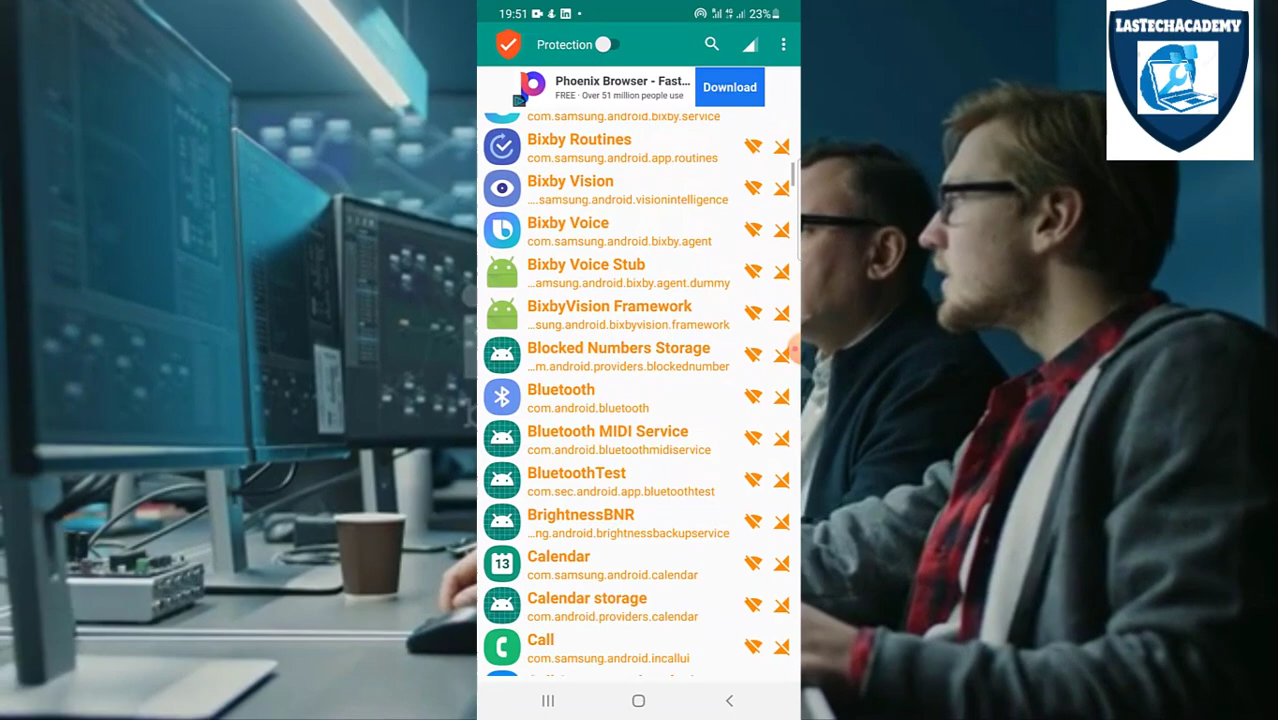 19:51
23%
LASTECHACADEMY
Protection
Phoenix Browser - Fast...
FREE · Over 51 million people use
Download
com.samsung.android.bixby.service
Bixby Routines
com.samsung.android.app.routines
Bixby Vision
....samsung.android.visionintelligence
Bixby Voice
com.samsung.android.bixby.agent
Bixby Voice Stub
...amsung.android.bixby.agent.dummy
BixbyVision Framework
...sung.android.bixbyvision.framework
Blocked Numbers Storage
...m.android.providers.blockednumber
Bluetooth
com.android.bluetooth
Bluetooth MIDI Service
com.android.bluetoothmidiservice
BluetoothTest
com.sec.android.app.bluetoothtest
BrightnessBNR
...ng.android.brightnessbackupservice
13
Calendar
com.samsung.android.calendar
Calendar storage
com.android.providers.calendar
Call
com.samsung.android.incallui